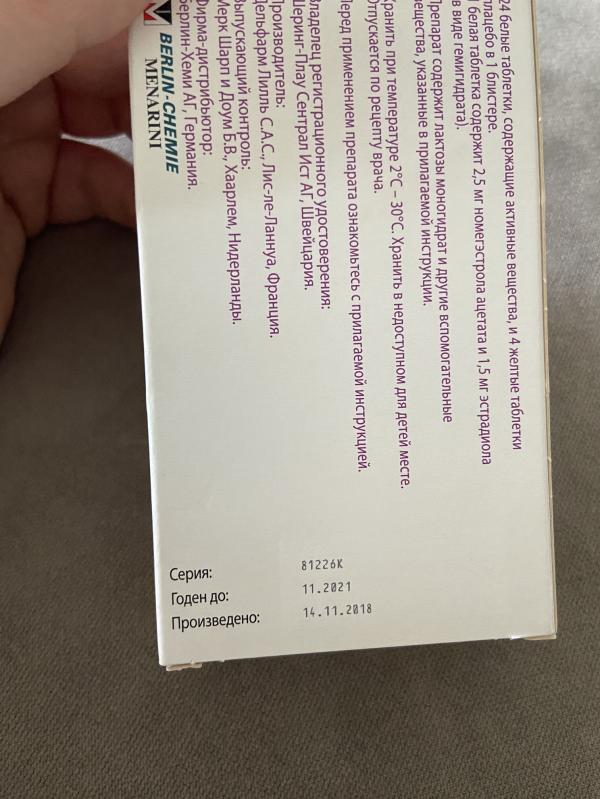 24 белые таблетки, содержащие активные вещества, и 4 желтые таблетки
плацебо в 1 блистере.
1 белая таблетка содержит 2,5 мг номегэстрола ацетата и 1,5 мг эстрадиола
(в виде гемигидрата).
Препарат содержит лактозы моногидрат и другие вспомогательные
вещества, указанные в прилагаемой инструкции.
Хранить при температуре 2°C – 30°C. Хранить в недоступном для детей месте.
Отпускается по рецепту врача.
Перед применением препарата ознакомьтесь с прилагаемой инструкцией.
Владелец регистрационного удостоверения:
Шеринг-Плау Сентрал Ист АГ, Швейцария.
Производитель:
Дельфарм Лилль С.А.С., Лис-ле-Ланнуа, Франция.
Выпускающий контроль:
Мерк Шарп и Доум Б.В., Хаарлем, Нидерланды.
Фирма-дистрибьютор:
Берлин-Хеми АГ, Германия.
BERLIN-CHEMIE
MENARINI
Серия: 81226K
Годен до: 11.2021
Произведено: 14.11.2018